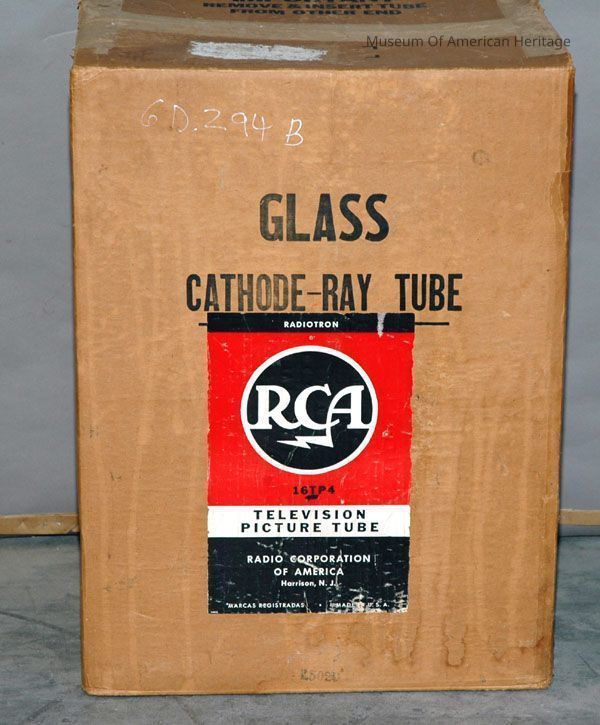 REMOVE & INSERT TUBE
FROM OTHER END
Museum Of American Heritage
6D.294 B
GLASS
CATHODE-RAY TUBE
RADIOTRON
RCA
16TP4
TELEVISION
PICTURE TUBE
RADIO CORPORATION
OF AMERICA
Harrison, N. J.
MARCAS REGISTRADAS • MADE IN U. S. A.